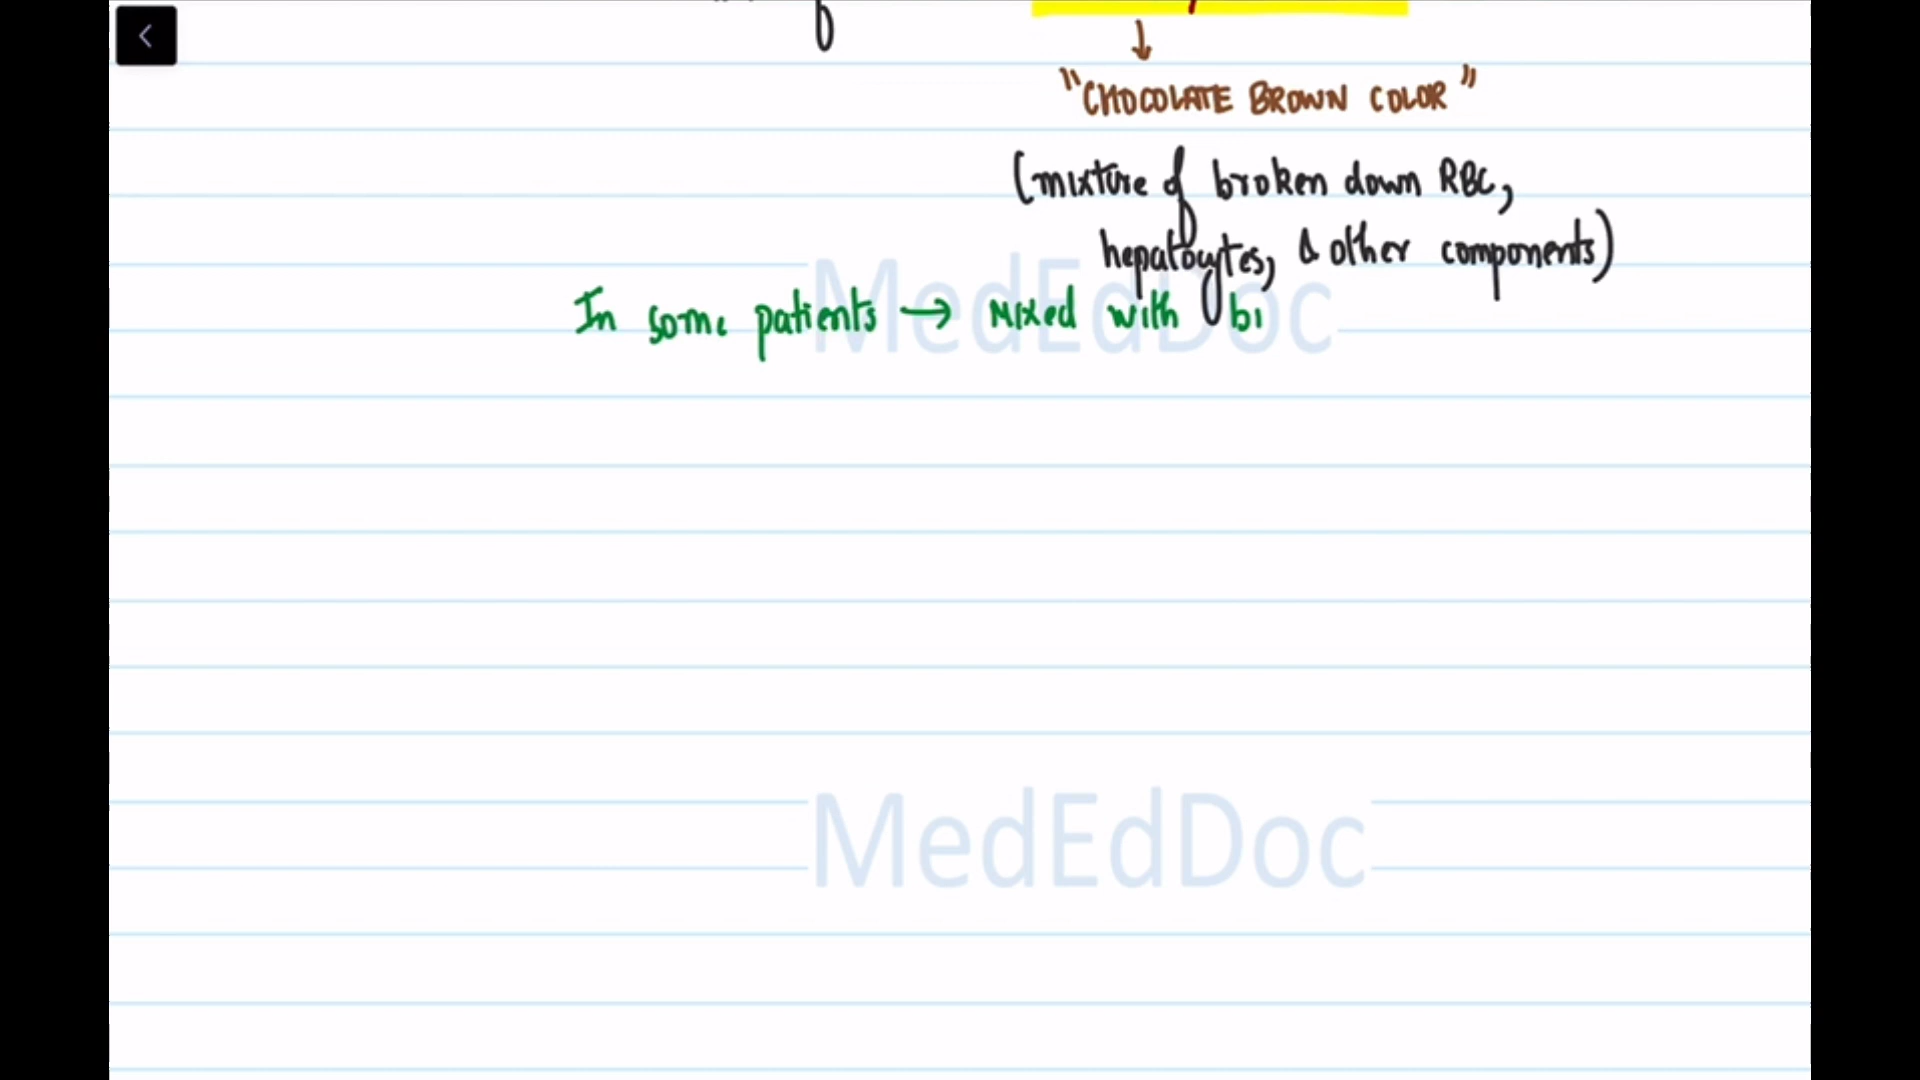 "CHOCOLATE BROWN COLOR"
(mixture of broken down RBC,
hepatocytes, & other components)
In some patients → Mixed with bi
MedEdDoc
MedEdDoc